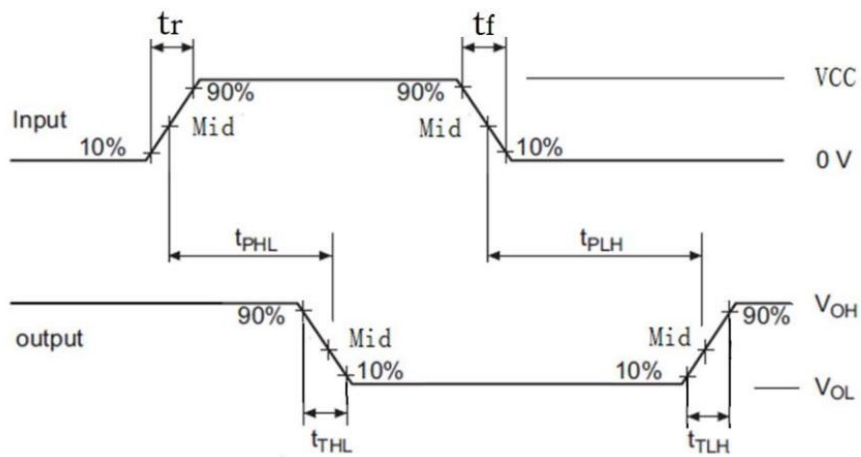 tr tf
90% 90% VCC
Input Mid Mid
10% 10% 0 V
tPHL tPLH
90% 90% VOH
output Mid Mid
10% 10% VOL
tTHL tTLH